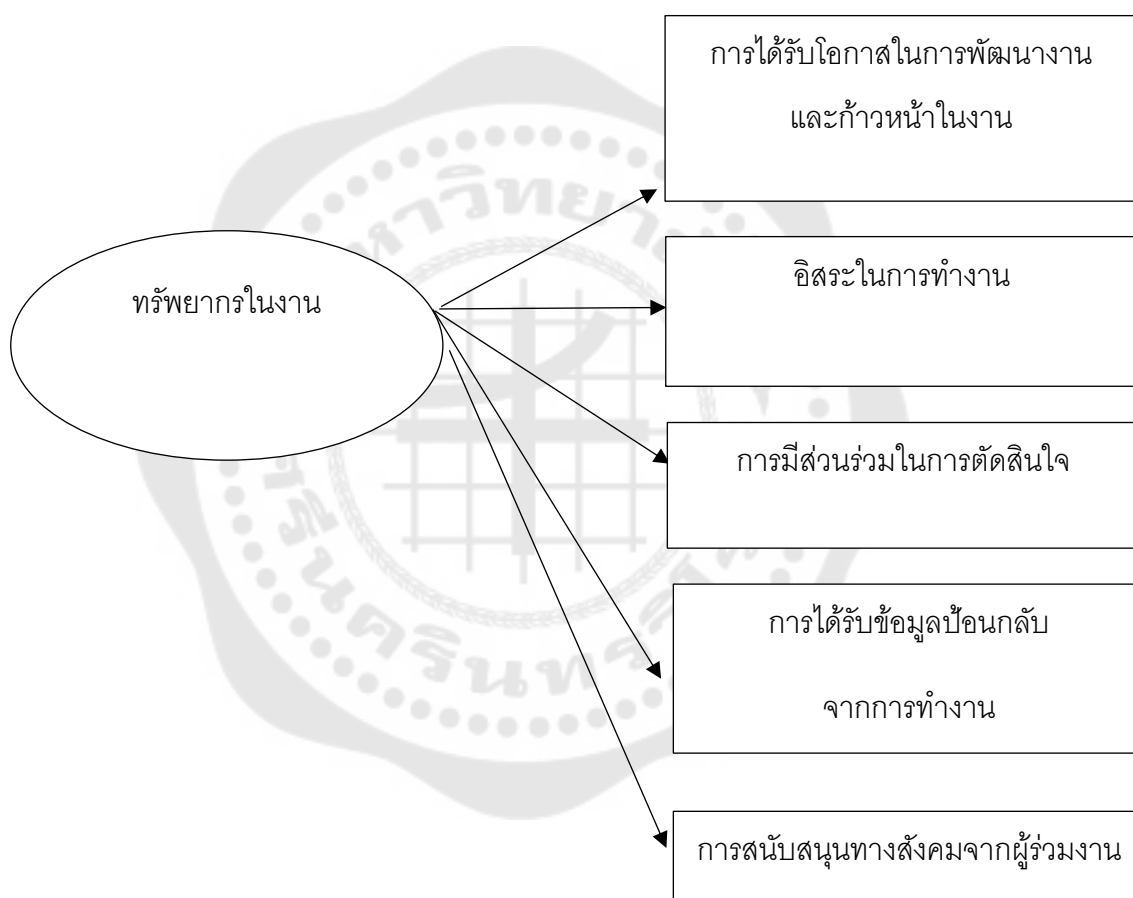 การได้รับโอกาสในการพัฒนางาน
และก้าวหน้าในงาน
ทรัพยากรในงาน
อิสระในการทำงาน
การมีส่วนร่วมในการตัดสินใจ
การได้รับข้อมูลป้อนกลับ
จากการทำงาน
การสนับสนุนทางสังคมจากผู้ร่วมงาน